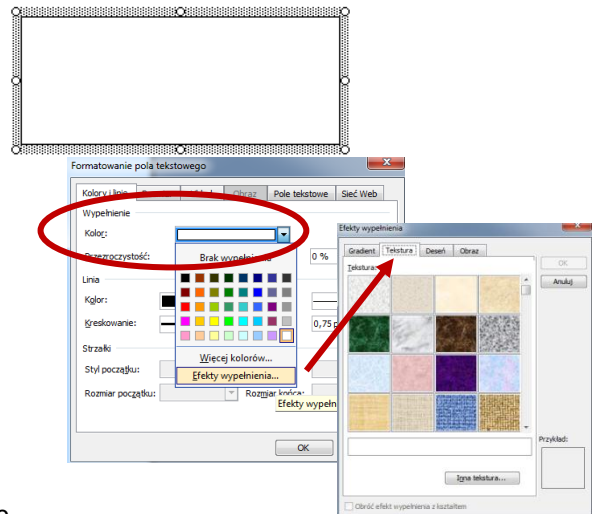 Formatowanie pola tekstowego
Kolory i linie
Obraz
Pole tekstowe
Sieć Web
Wypełnienie
Kolor:
Przezroczystość:
Brak wypełnienia
0 %
Linia
Kolor:
Kreskowanie:
0,75 p
Strzałki
Styl początku:
Rozmiar początku:
Rozmiar końca:
Więcej kolorów...
Efekty wypełnienia...
Efekty wypełn
OK
Efekty wypełnienia
Gradient
Tekstura
Deseń
Obraz
Tekstura:
OK
Anuluj
Przykład:
Inna tekstura...
Obróć efekt wypełnienia z kształtem